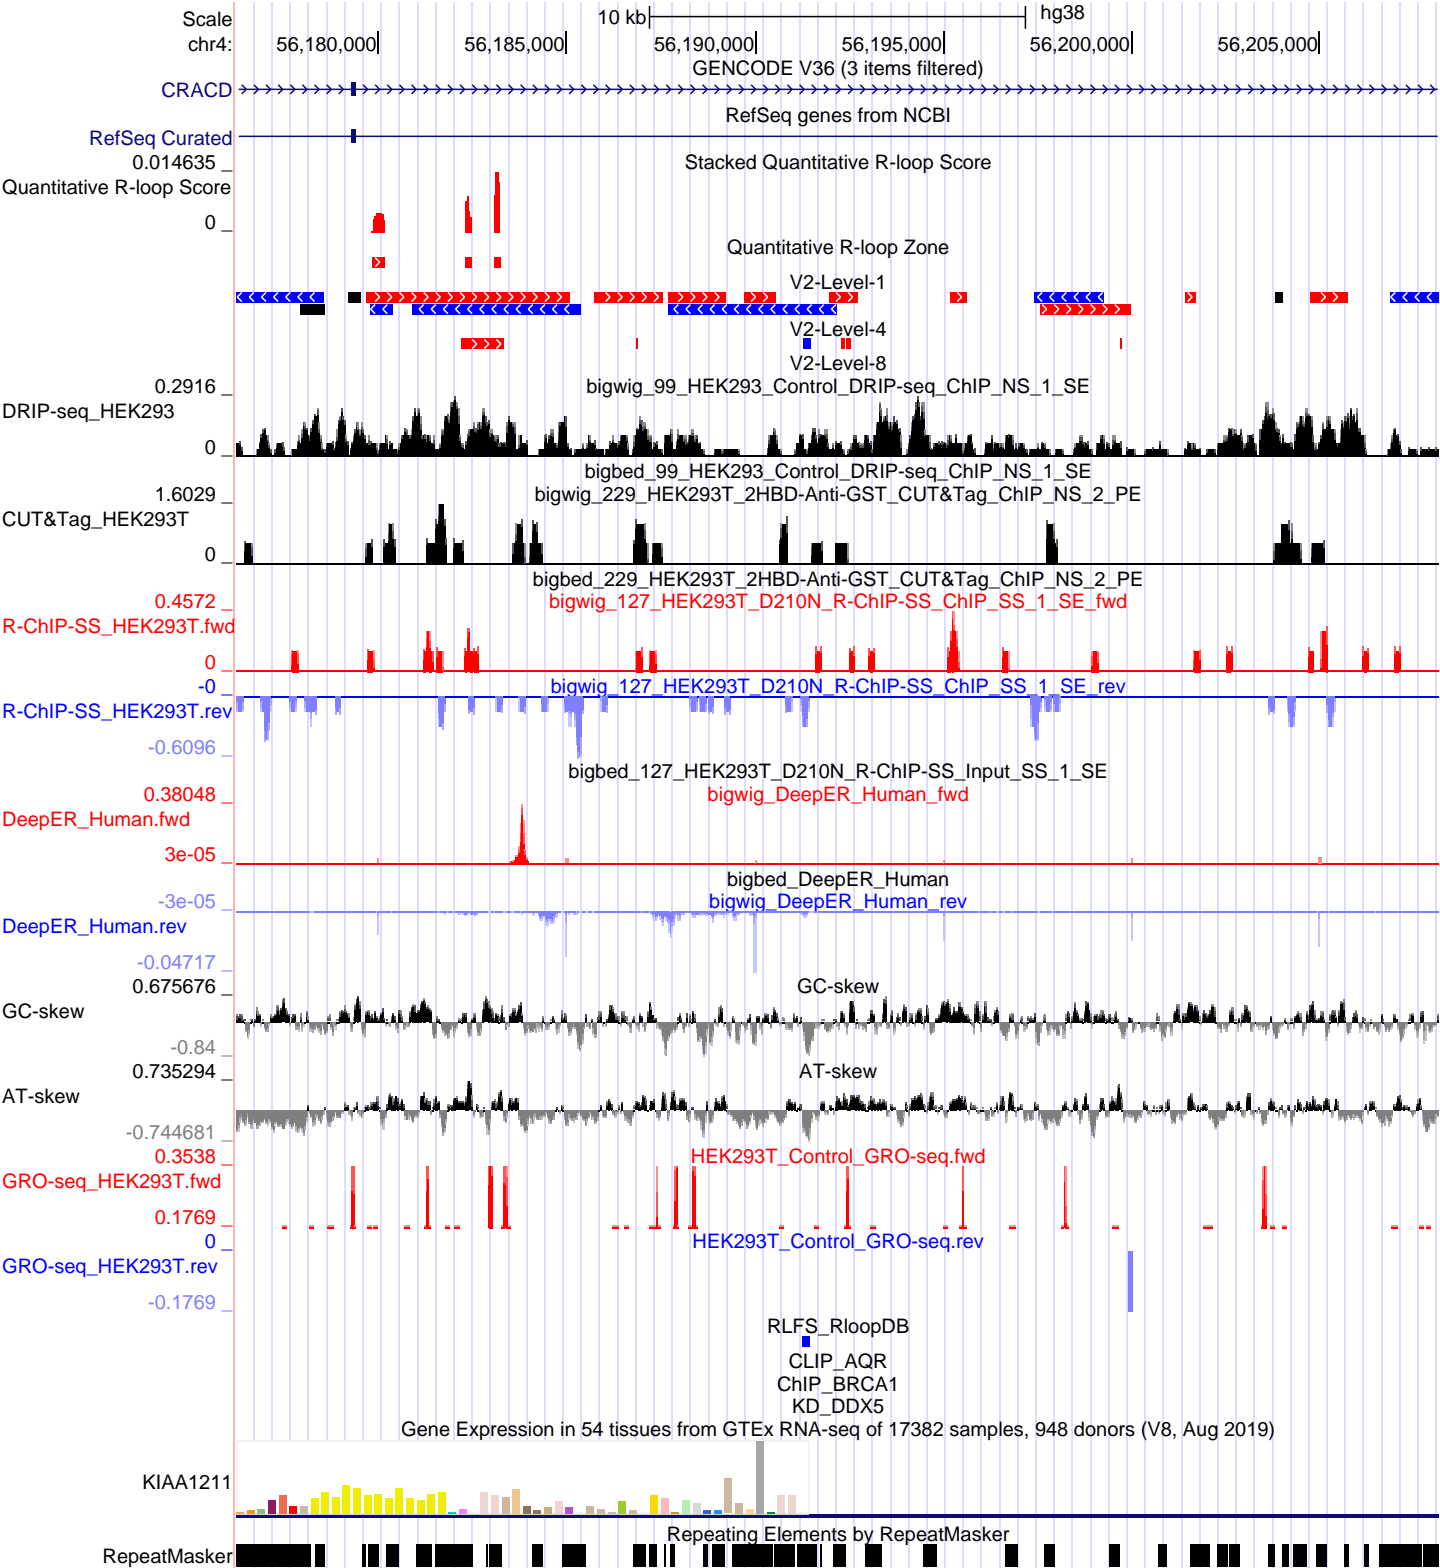 Scale 10 kb hg38
chr4: 56,180,000 56,185,000 56,190,000 56,195,000 56,200,000 56,205,000
GENCODE V36 (3 items filtered)
CRACD
RefSeq genes from NCBI
RefSeq Curated
0.014635 Stacked Quantitative R-loop Score
Quantitative R-loop Score
0
Quantitative R-loop Zone
V2-Level-1
V2-Level-4
V2-Level-8
0.2916 bigwig_99_HEK293_Control_DRIP-seq_ChIP_NS_1_SE
DRIP-seq_HEK293
0
bigbed_99_HEK293_Control_DRIP-seq_ChIP_NS_1_SE
1.6029 bigwig_229_HEK293T_2HBD-Anti-GST_CUT&Tag_ChIP_NS_2_PE
CUT&Tag_HEK293T
0
bigbed_229_HEK293T_2HBD-Anti-GST_CUT&Tag_ChIP_NS_2_PE
0.4572 bigwig_127_HEK293T_D210N_R-ChIP-SS_ChIP_SS_1_SE_fwd
R-ChIP-SS_HEK293T.fwd
0
-0 bigwig_127_HEK293T_D210N_R-ChIP-SS_ChIP_SS_1_SE_rev
R-ChIP-SS_HEK293T.rev
-0.6096
bigbed_127_HEK293T_D210N_R-ChIP-SS_Input_SS_1_SE
0.38048 bigwig_DeepER_Human_fwd
DeepER_Human.fwd
3e-05
bigbed_DeepER_Human
-3e-05 bigwig_DeepER_Human_rev
DeepER_Human.rev
-0.04717
0.675676 GC-skew
GC-skew
-0.84
0.735294 AT-skew
AT-skew
-0.744681
0.3538 HEK293T_Control_GRO-seq.fwd
GRO-seq_HEK293T.fwd
0.1769
0 HEK293T_Control_GRO-seq.rev
GRO-seq_HEK293T.rev
-0.1769
RLFS_RloopDB
CLIP_AQR
ChIP_BRCA1
KD_DDX5
Gene Expression in 54 tissues from GTEx RNA-seq of 17382 samples, 948 donors (V8, Aug 2019)
KIAA1211
Repeating Elements by RepeatMasker
RepeatMasker